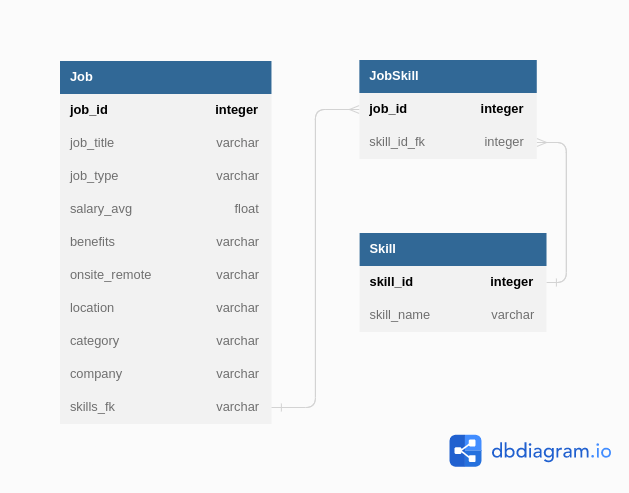 Job
job_id integer
job_title varchar
job_type varchar
salary_avg float
benefits varchar
onsite_remote varchar
location varchar
category varchar
company varchar
skills_fk varchar
JobSkill
job_id integer
skill_id_fk integer
Skill
skill_id integer
skill_name varchar
dbdiagram.io